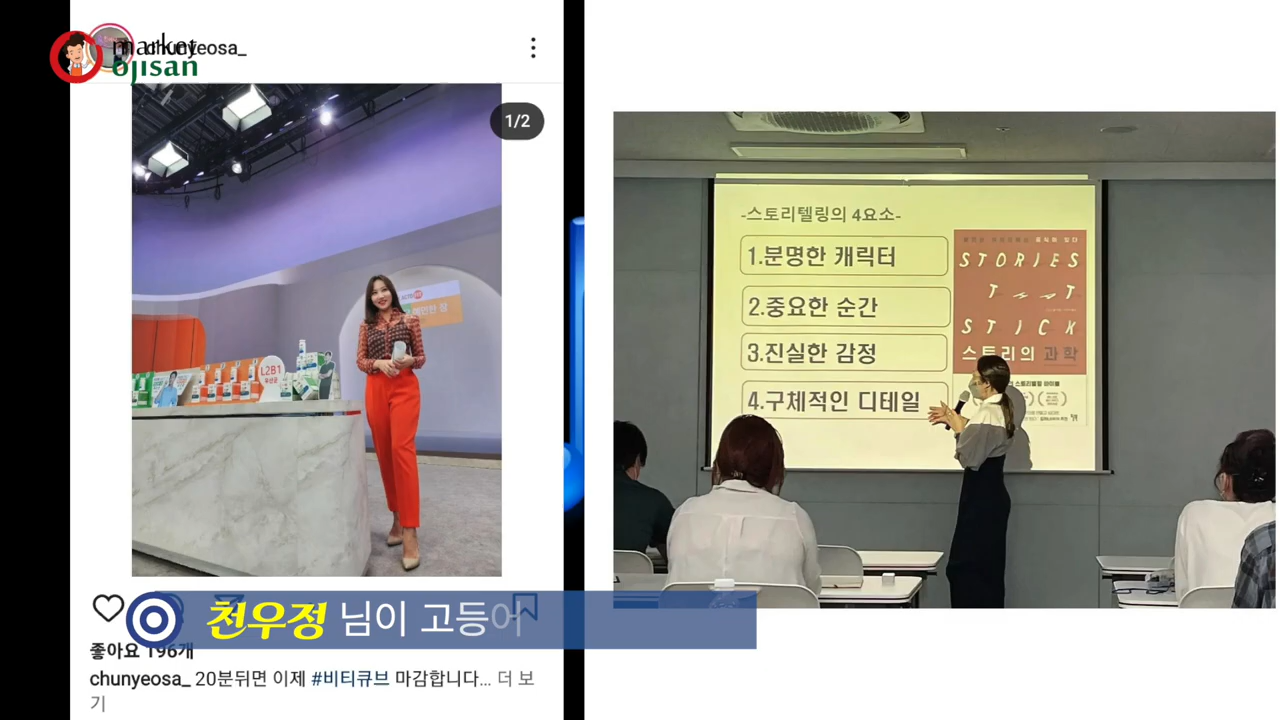 market
ojisan
chunyeosa_
1/2
L2B1
-스토리텔링의 4요소-
1.분명한 캐릭터
2.중요한 순간
3.진실한 감정
4.구체적인 디테일
STORIES
THAT
STICK
스토리의 과학
천우정 님이 고등어
좋아요 196개
chunyeosa_ 20분뒤면 이제 #비티큐브 마감합니다... 더 보
기